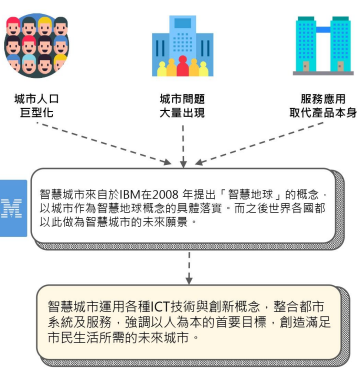 城市人口
巨型化
城市問題
大量出現
服務應用
取代產品本身
M
智慧城市來自於IBM在2008 年提出「智慧地球」的概念，
以城市作為智慧地球概念的具體落實。而之後世界各國都
以此做為智慧城市的未來願景。
智慧城市運用各種ICT技術與創新概念，整合都市
系統及服務，強調以人為本的首要目標，創造滿足
市民生活所需的未來城市。